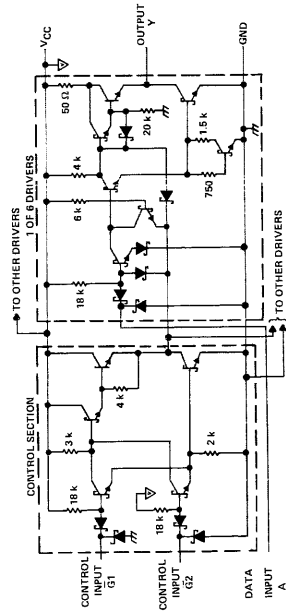 TO OTHER DRIVERS
1 OF 6 DRIVERS
VCC
50 Ω
OUTPUT
Y
GND
4 k
6 k
18 k
20 k
1.5 k
750
TO OTHER DRIVERS
CONTROL SECTION
3 k
4 k
18 k
18 k
2 k
CONTROL
INPUT
G1
CONTROL
INPUT
G2
DATA
INPUT
A